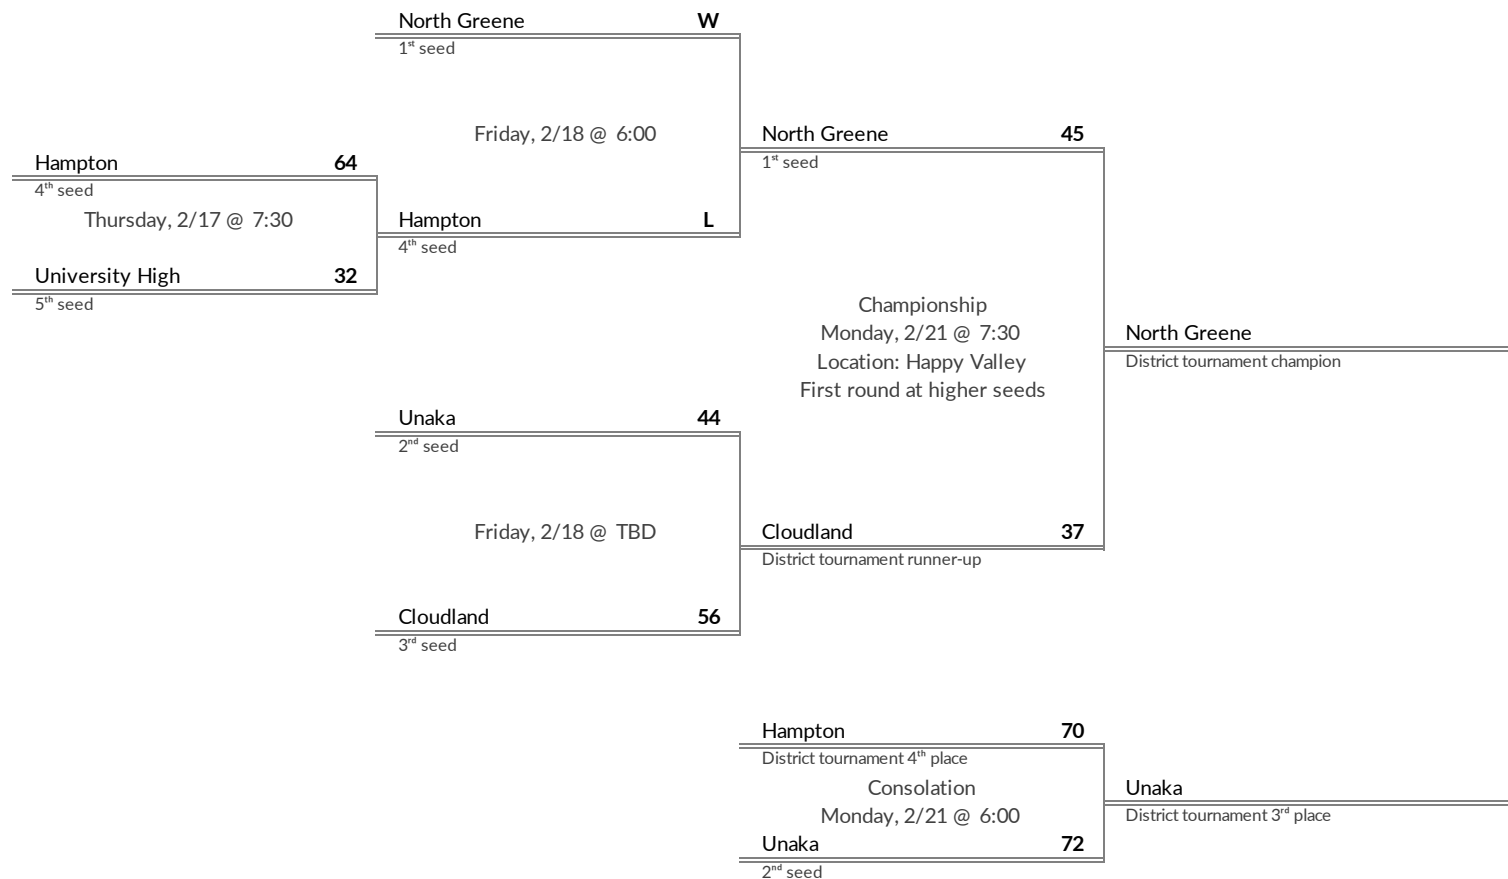 North Greene W
1st seed
Friday, 2/18 @ 6:00
Hampton 64
4th seed
Thursday, 2/17 @ 7:30
University High 32
5th seed
Hampton L
4th seed
North Greene 45
1st seed
Championship
Monday, 2/21 @ 7:30
Location: Happy Valley
First round at higher seeds
North Greene
District tournament champion
Unaka 44
2nd seed
Friday, 2/18 @ TBD
Cloudland 56
3rd seed
Cloudland 37
District tournament runner-up
Hampton 70
District tournament 4th place
Consolation
Monday, 2/21 @ 6:00
Unaka 72
2nd seed
Unaka
District tournament 3rd place